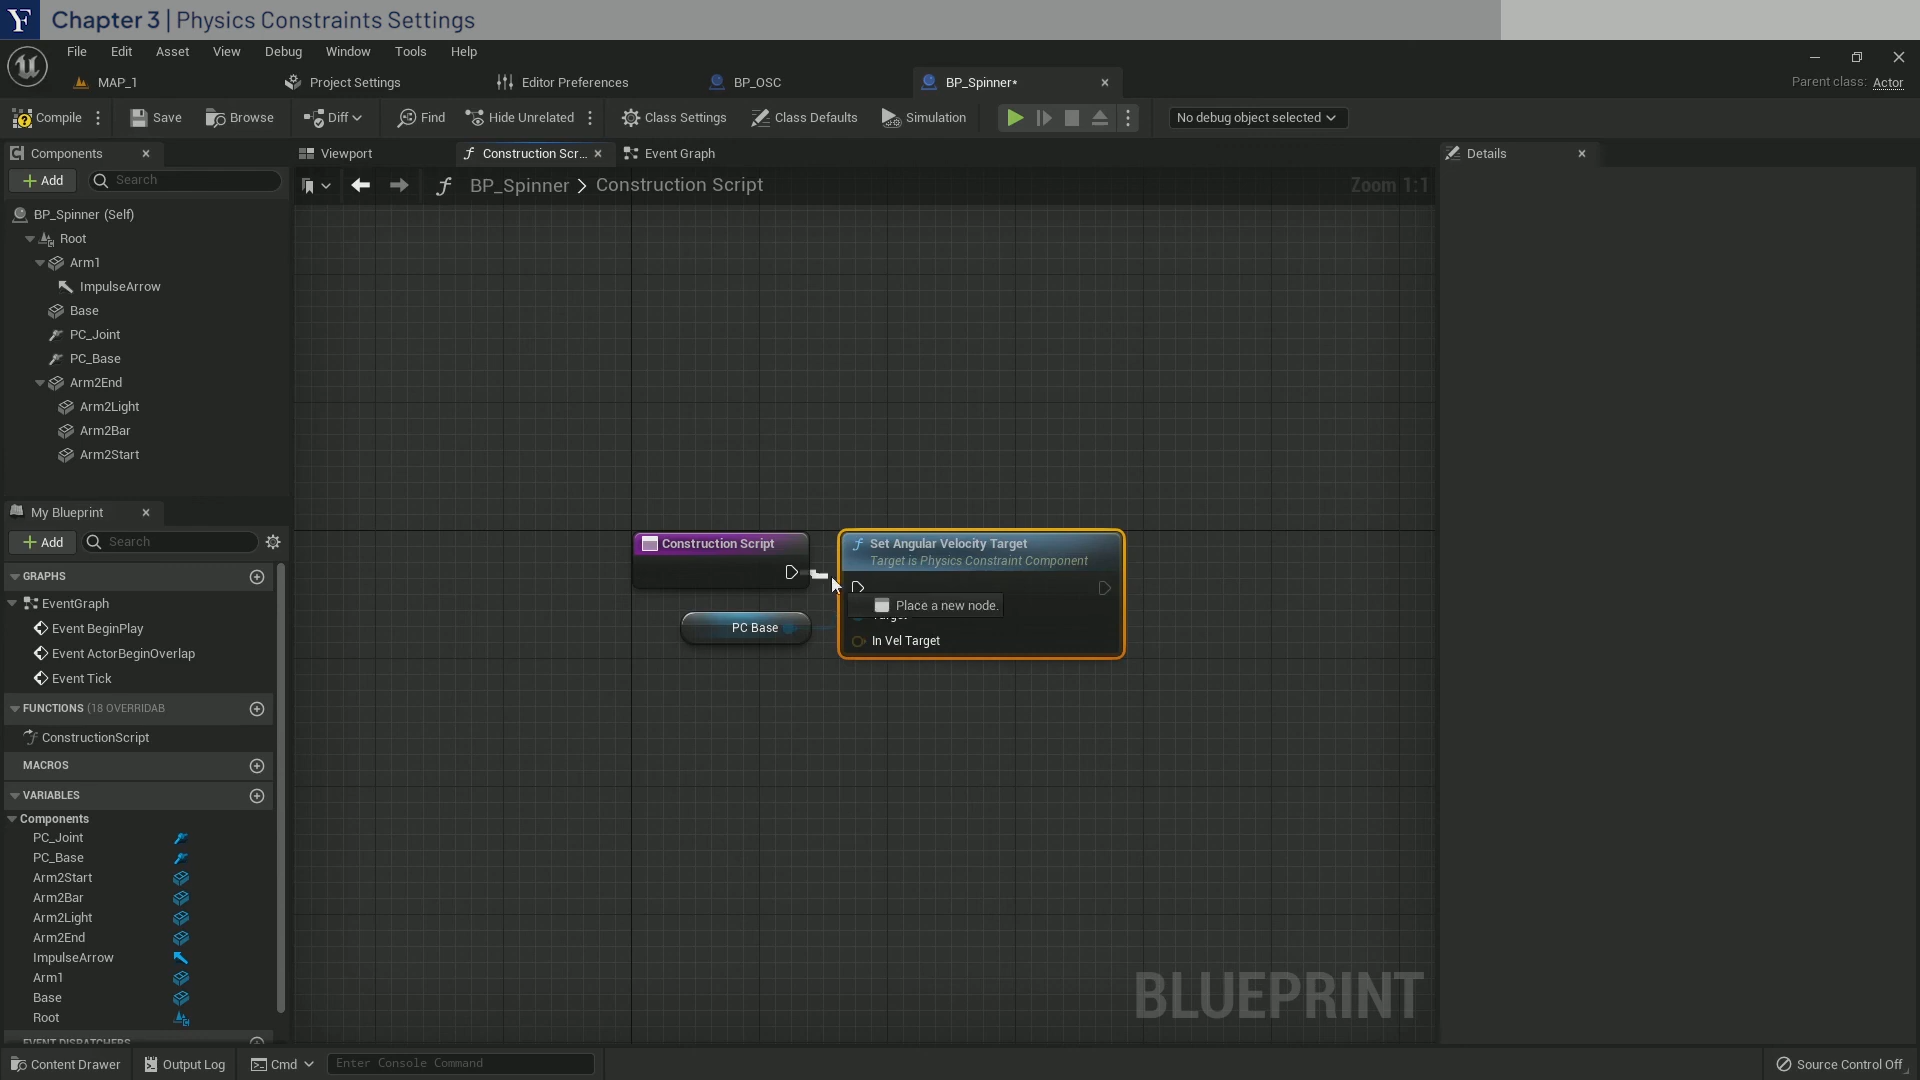 Chapter 3 | Physics Constraints Settings
File Edit Asset View Debug Window Tools Help
MAP_1 Project Settings Editor Preferences BP_OSC BP_Spinner* Parent class: Actor
Compile Save Browse Diff Find Hide Unrelated Class Settings Class Defaults Simulation No debug object selected
Components Viewport Construction Scr... Event Graph Details
Add Search BP_Spinner > Construction Script Zoom 1:1
BP_Spinner (Self)
Root
Arm1
ImpulseArrow
Base
PC_Joint
PC_Base
Arm2End
Arm2Light
Arm2Bar
Arm2Start
Construction Script
Set Angular Velocity Target
Target is Physics Constraint Component
Place a new node.
PC Base
In Vel Target
My Blueprint
Add Search
GRAPHS
EventGraph
Event BeginPlay
Event ActorBeginOverlap
Event Tick
FUNCTIONS (18 OVERRIDAB
ConstructionScript
MACROS
VARIABLES
Components
PC_Joint
PC_Base
Arm2Start
Arm2Bar
Arm2Light
Arm2End
ImpulseArrow
Arm1
Base
Root
EVENT DISPATCHERS
BLUEPRINT
Content Drawer Output Log Cmd Enter Console Command Source Control Off